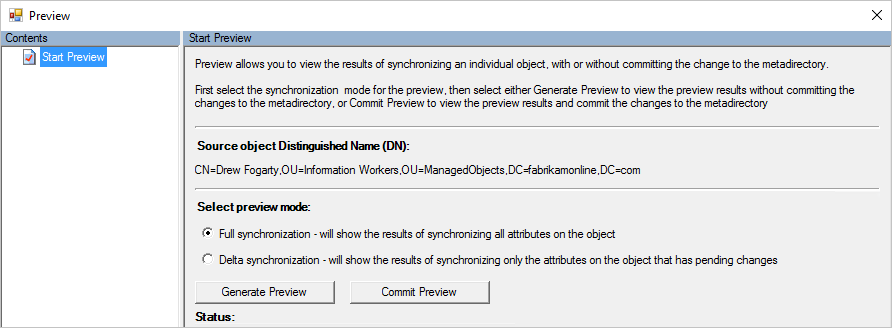 Preview
Contents
Start Preview
Start Preview
Preview allows you to view the results of synchronizing an individual object, with or without committing the change to the metadirectory.
First select the synchronization  mode for the preview, then select either Generate Preview to view the preview results without committing the
changes to the metadirectory, or Commit Preview to view the preview results and commit the changes to the metadirectory
Source object Distinguished Name (DN):
CN=Drew Fogarty,OU=Information Workers,OU=ManagedObjects,DC=fabrikamonline,DC=com
Select preview mode:
Full synchronization - will show the results of synchronizing all attributes on the object
Delta synchronization - will show the results of synchronizing only the attributes on the object that has pending changes
Generate Preview
Commit Preview
Status: